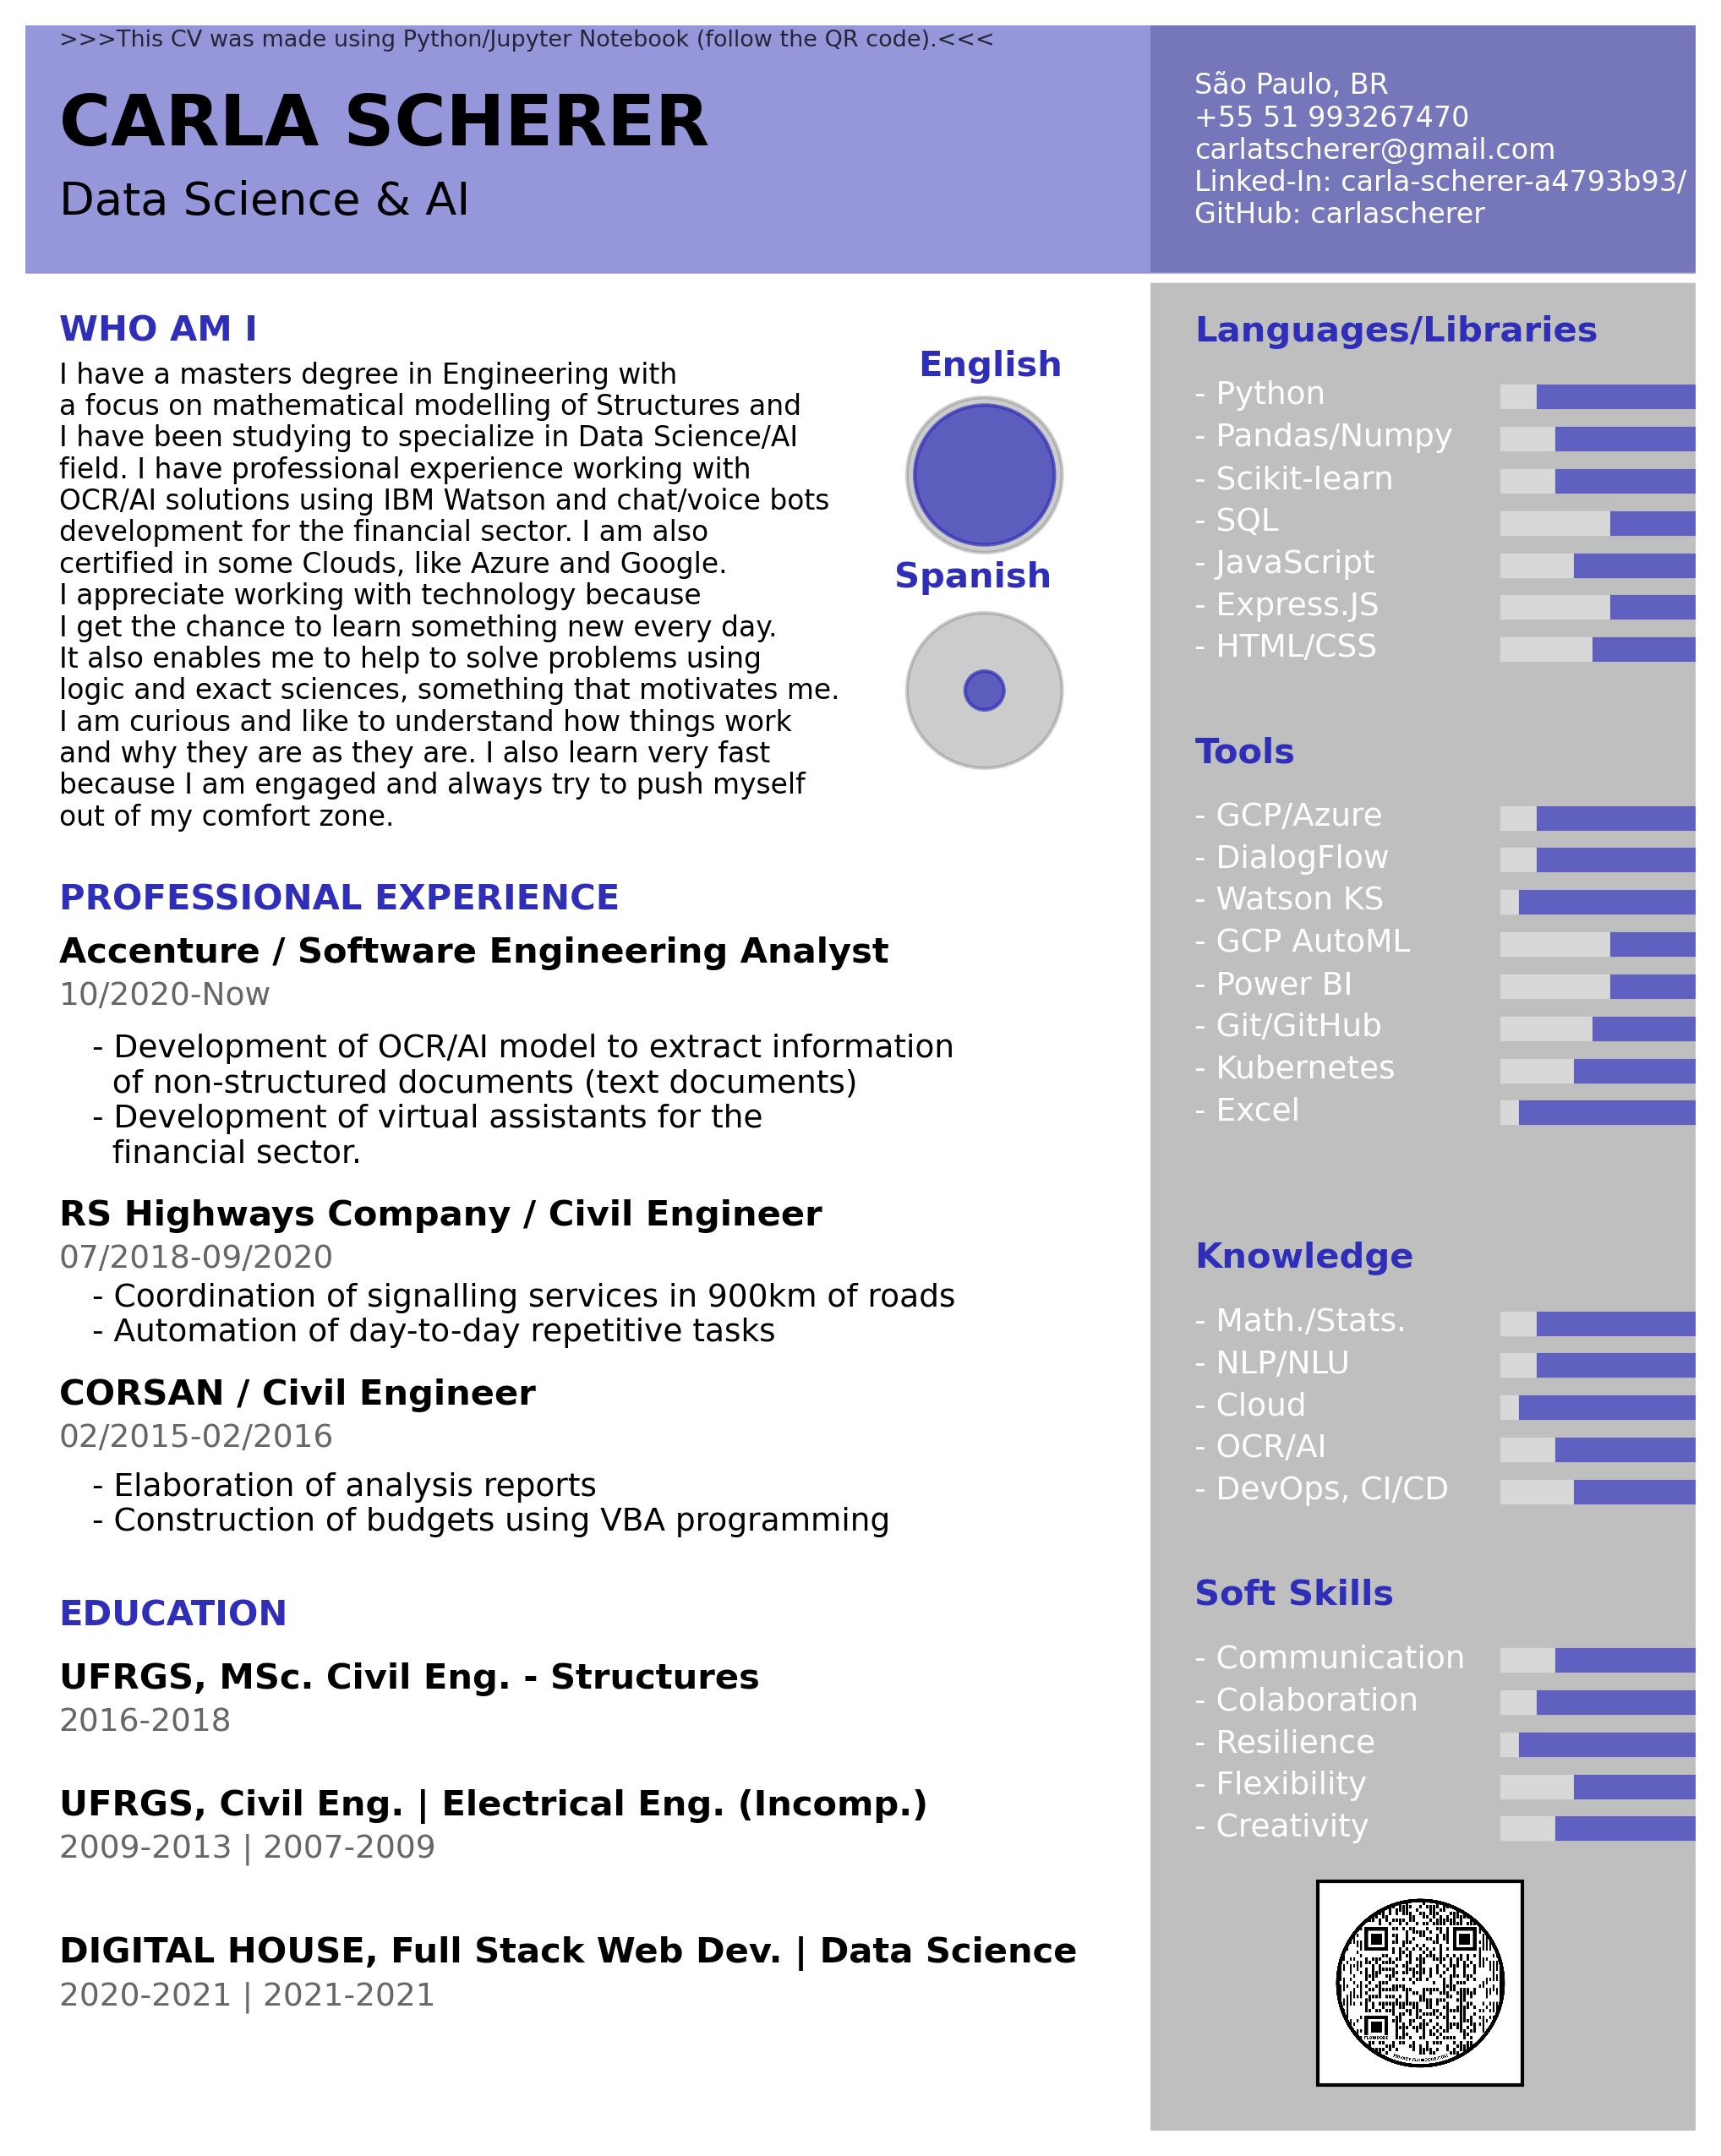 >>>This CV was made using Python/Jupyter Notebook (follow the QR code).<<<
CARLA SCHERER
Data Science & AI
São Paulo, BR
+55 51 993267470
carlatscherer@gmail.com
Linked-In: carla-scherer-a4793b93/
GitHub: carlascherer
WHO AM I
I have a masters degree in Engineering with
a focus on mathematical modelling of Structures and
I have been studying to specialize in Data Science/AI
field. I have professional experience working with
OCR/AI solutions using IBM Watson and chat/voice bots
development for the financial sector. I am also
certified in some Clouds, like Azure and Google.
I appreciate working with technology because
I get the chance to learn something new every day.
It also enables me to help to solve problems using
logic and exact sciences, something that motivates me.
I am curious and like to understand how things work
and why they are as they are. I also learn very fast
because I am engaged and always try to push myself
out of my comfort zone.
English
Spanish
PROFESSIONAL EXPERIENCE
Accenture / Software Engineering Analyst
10/2020-Now
- Development of OCR/AI model to extract information
of non-structured documents (text documents)
- Development of virtual assistants for the
financial sector.
RS Highways Company / Civil Engineer
07/2018-09/2020
- Coordination of signalling services in 900km of roads
- Automation of day-to-day repetitive tasks
CORSAN / Civil Engineer
02/2015-02/2016
- Elaboration of analysis reports
- Construction of budgets using VBA programming
EDUCATION
UFRGS, MSc. Civil Eng. - Structures
2016-2018
UFRGS, Civil Eng. | Electrical Eng. (Incomp.)
2009-2013 | 2007-2009
DIGITAL HOUSE, Full Stack Web Dev. | Data Science
2020-2021 | 2021-2021
Languages/Libraries
- Python
- Pandas/Numpy
- Scikit-learn
- SQL
- JavaScript
- Express.JS
- HTML/CSS
Tools
- GCP/Azure
- DialogFlow
- Watson KS
- GCP AutoML
- Power BI
- Git/GitHub
- Kubernetes
- Excel
Knowledge
- Math./Stats.
- NLP/NLU
- Cloud
- OCR/AI
- DevOps, CI/CD
Soft Skills
- Communication
- Colaboration
- Resilience
- Flexibility
- Creativity